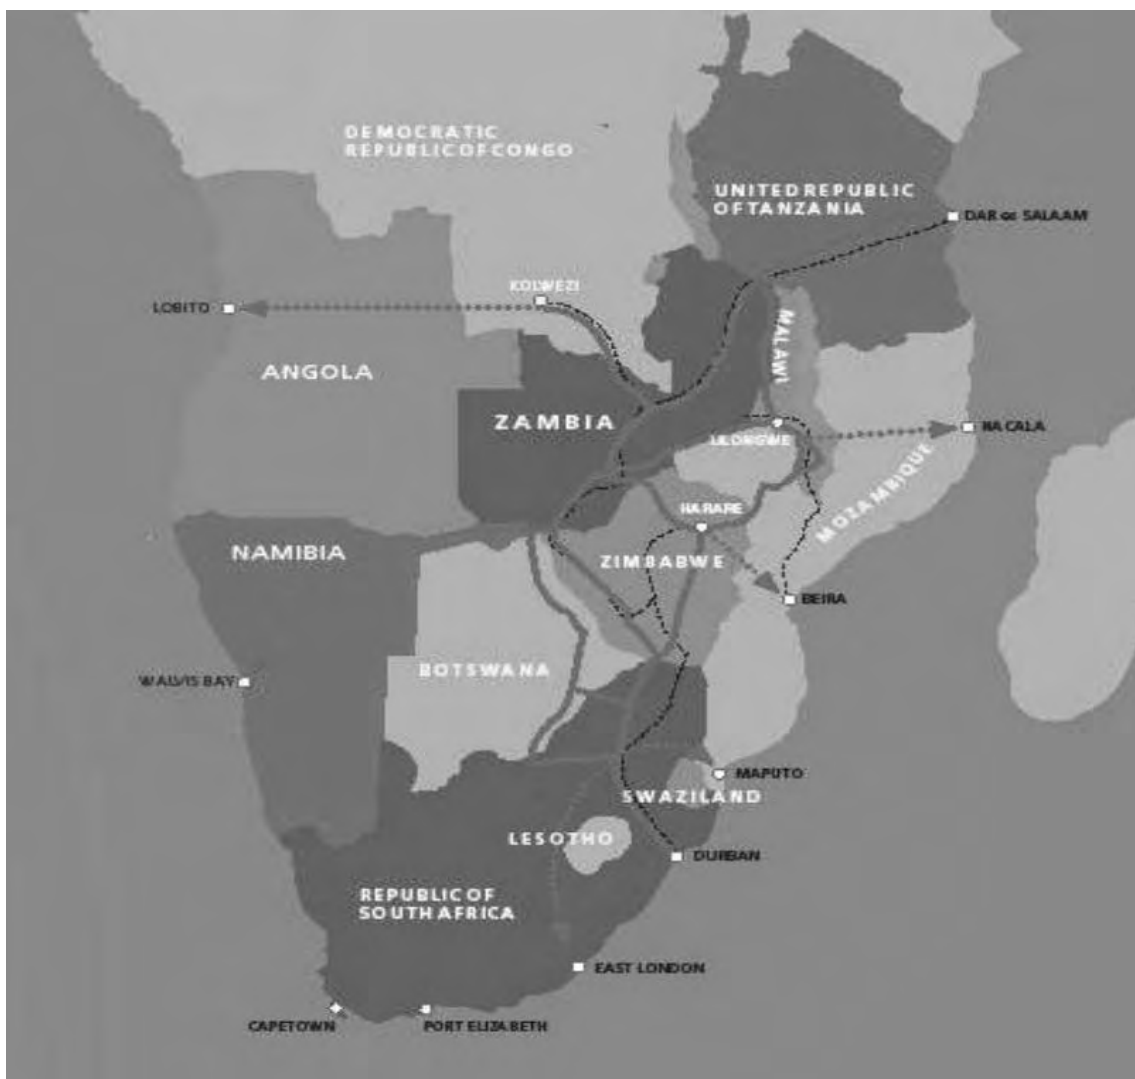 DEMOCRATIC
REPUBLIC OF CONGO
UNITED REPUBLIC
OF TANZANIA
DAR es SALAAM
KOLWEZI
LOBITO
MALAWI
ANGOLA
ZAMBIA
LILONGWE
NACALA
MOZAMBIQUE
HARARE
NAMIBIA
ZIMBABWE
BEIRA
BOTSWANA
WALVIS BAY
MAPUTO
SWAZILAND
LESOTHO
DURBAN
REPUBLIC OF
SOUTH AFRICA
EAST LONDON
CAPETOWN
PORT ELIZABETH